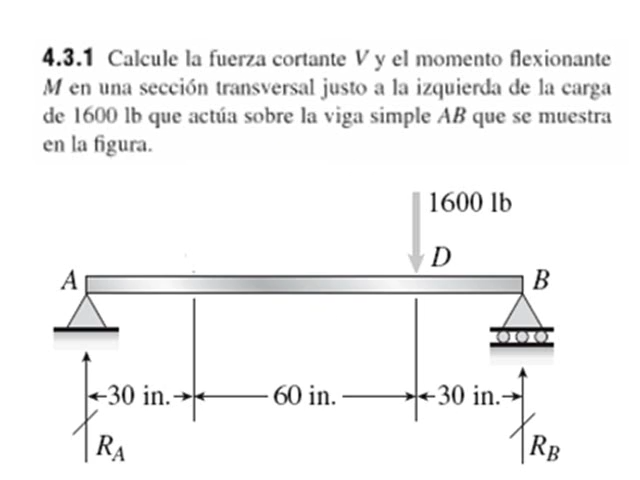 4.3.1 Calcule la fuerza cortante V y el momento flexionante
M en una sección transversal justo a la izquierda de la carga
de 1600 lb que actúa sobre la viga simple AB que se muestra
en la figura.
1600 lb
D
A
B
30 in.
60 in.
30 in.
R_A
R_B